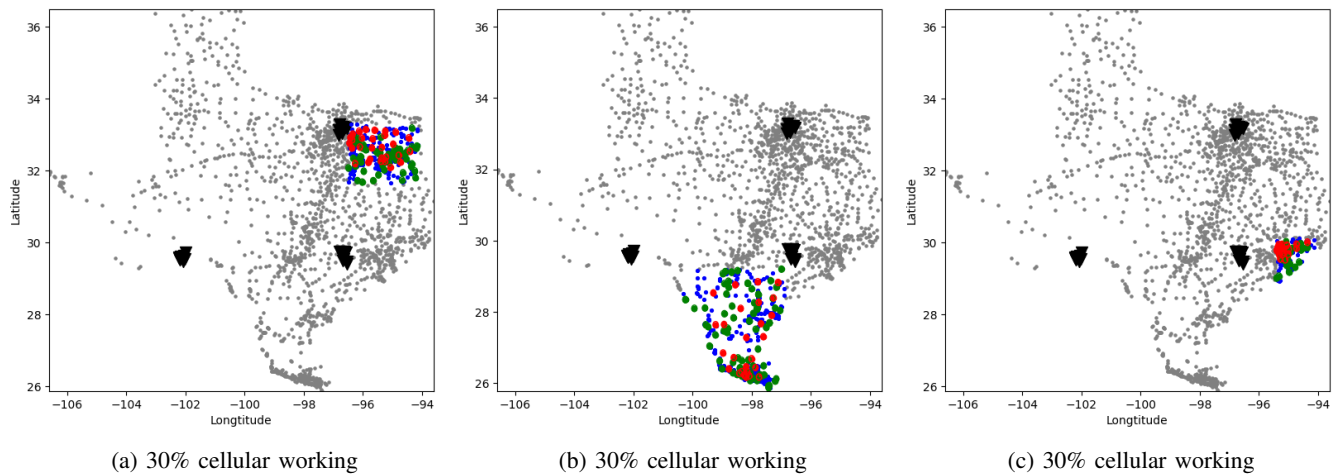 36
34
32
30
28
26
Latitude
−106 −104 −102 −100 −98 −96 −94
Longtitude
(a) 30% cellular working
36
34
32
30
28
26
Latitude
−106 −104 −102 −100 −98 −96 −94
Longtitude
(b) 30% cellular working
36
34
32
30
28
26
Latitude
−106 −104 −102 −100 −98 −96 −94
Longtitude
(c) 30% cellular working